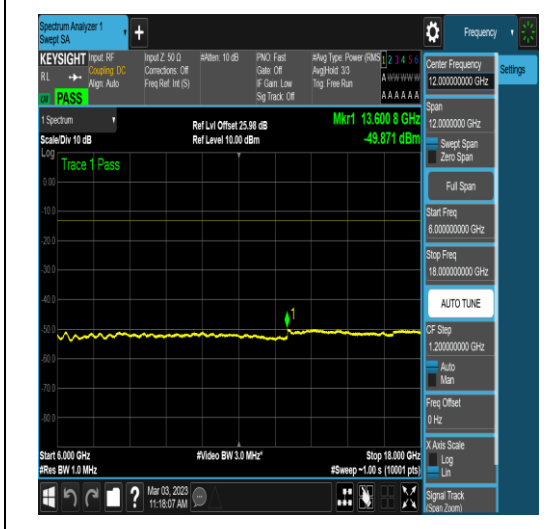 Spectrum Analyzer 1
Swept SA
+
Frequency
KEYSIGHT
Input: RF
Coupling: DC
Align: Auto
Input Z: 50 Ω
Corrections: Off
Freq Ref: Int (S)
#Atten: 10 dB
PNO: Fast
Gate: Off
IF Gain: Low
Sig Track: Off
#Avg Type: Power (RMS)
Avg|Hold: 3/3
Trig: Free Run
1 2 3 4 5 6
A W W W W W
A A A A A A
RL
PASS
1 Spectrum
Scale/Div 10 dB
Ref Lvl Offset 25.98 dB
Ref Level 10.00 dBm
Mkr1 13.600 8 GHz
-49.871 dBm
Log
Trace 1 Pass
0.00
-10.0
-20.0
-30.0
-40.0
-50.0
-60.0
-70.0
-80.0
1
Start 6.000 GHz
#Res BW 1.0 MHz
#Video BW 3.0 MHz*
Stop 18.000 GHz
#Sweep ~1.00 s (10001 pts)
Mar 03, 2023
11:18:07 AM
?
Center Frequency
12.000000000 GHz
Settings
Span
12.0000000 GHz
Swept Span
Zero Span
Full Span
Start Freq
6.000000000 GHz
Stop Freq
18.000000000 GHz
AUTO TUNE
CF Step
1.200000000 GHz
Auto
Man
Freq Offset
0 Hz
X Axis Scale
Log
Lin
Signal Track
(Span Zoom)